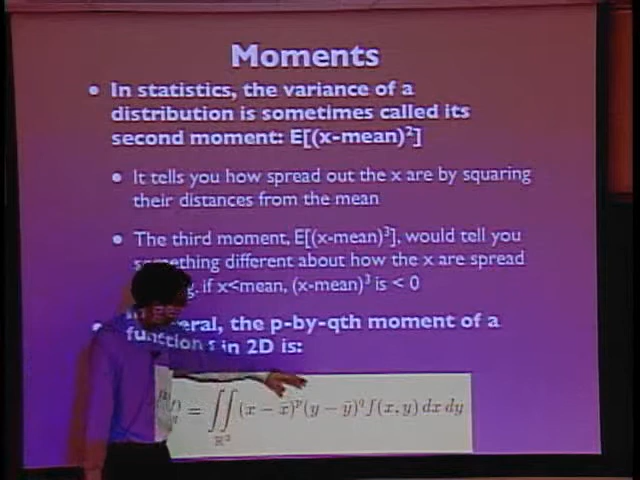 Moments
• In statistics, the variance of a
distribution is sometimes called its
second moment: E[(x-mean)²]
• It tells you how spread out the x are by squaring
their distances from the mean
• The third moment, E[(x-mean)³], would tell you
something different about how the x are spread
if x<mean, (x-mean)³ is < 0
the p-by-qth moment of a
function in 2D is:
= ∬ (x − x̄)ᵖ(y − ȳ)^q f(x, y) dx dy
ℝ²